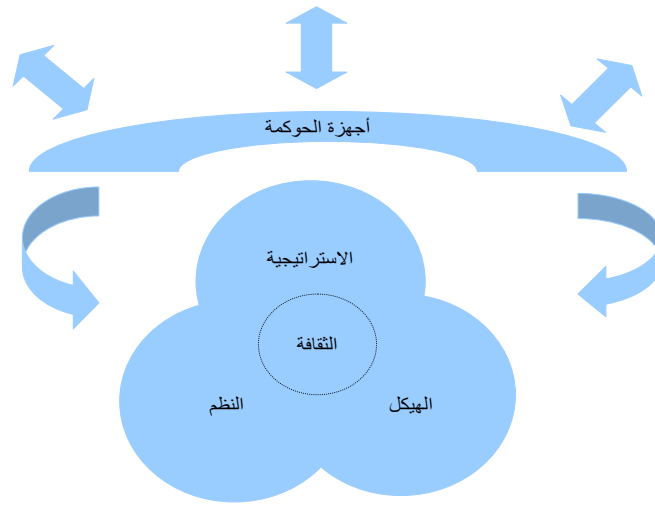 أجهزة الحوكمة
الاستراتيجية
الثقافة
النظم
الهيكل